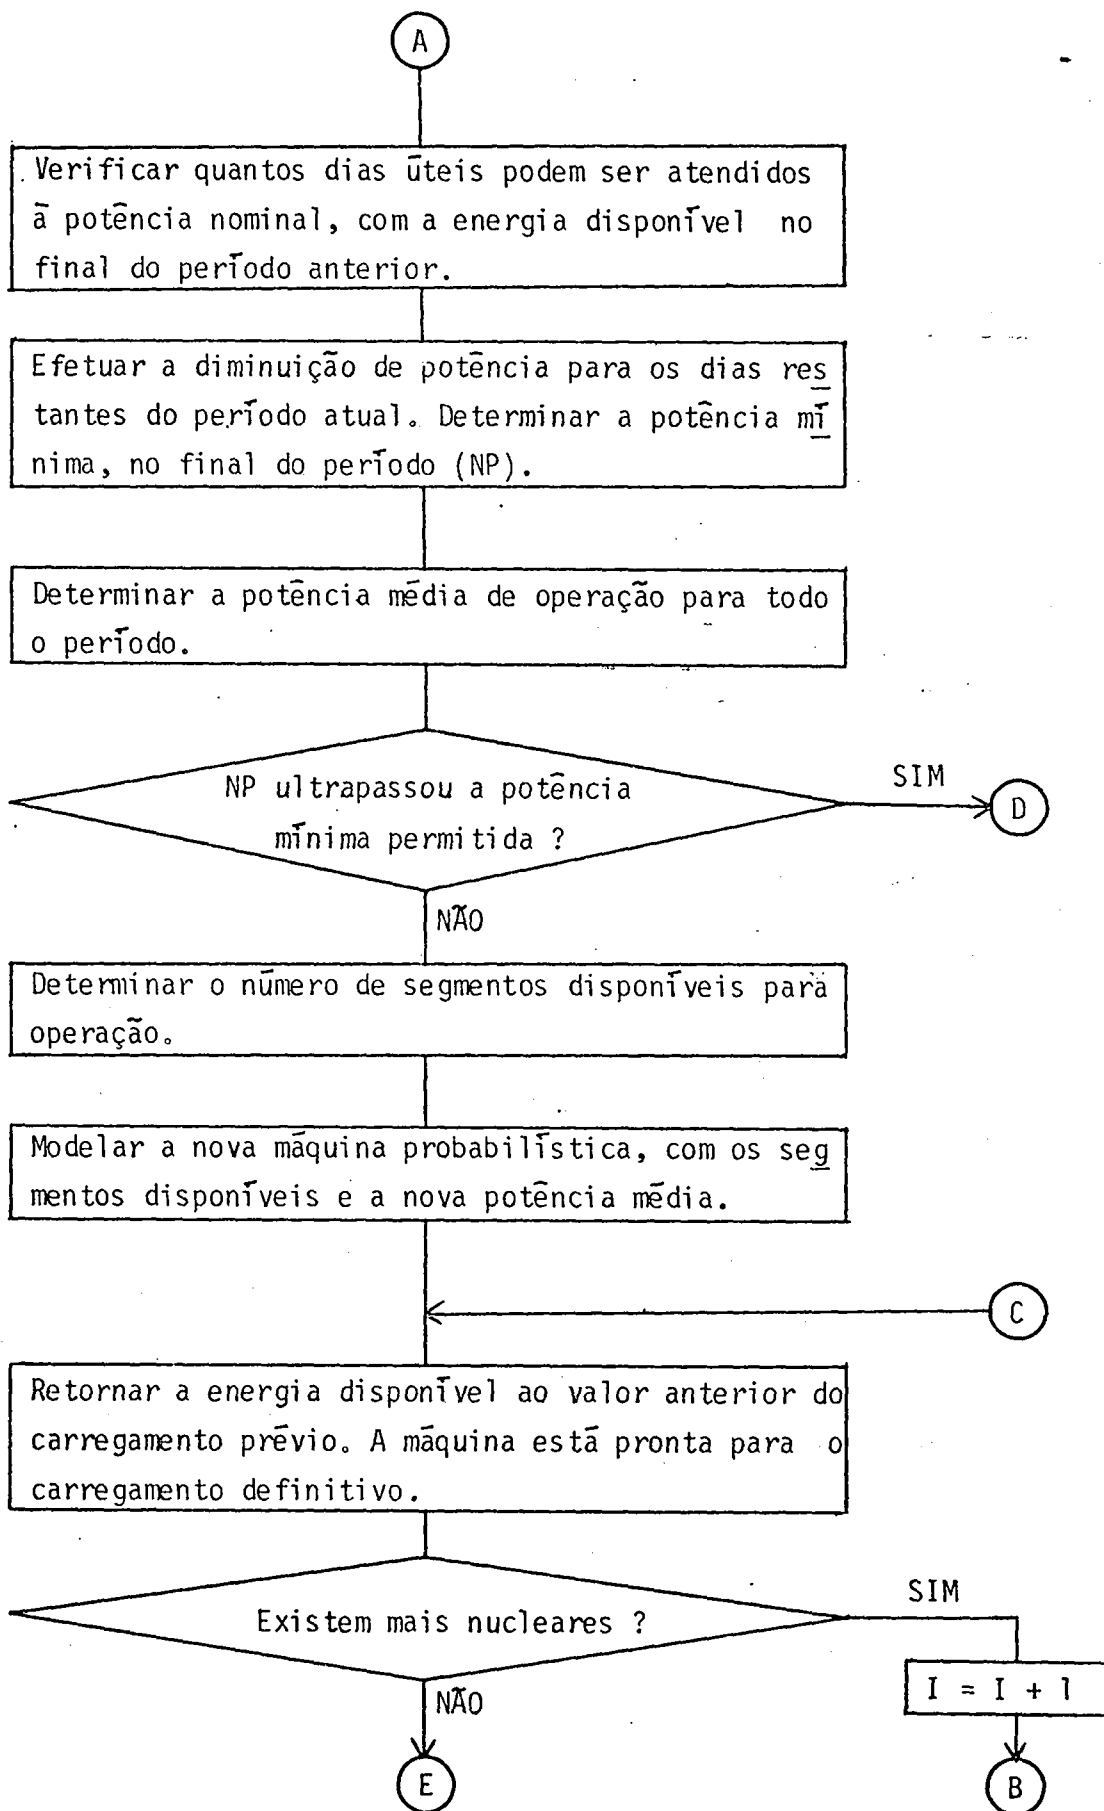 A
Verificar quantos dias úteis podem ser atendidos
à potência nominal, com a energia disponível no
final do período anterior.
Efetuar a diminuição de potência para os dias res
tantes do período atual. Determinar a potência mí
nima, no final do período (NP).
Determinar a potência média de operação para todo
o período.
NP ultrapassou a potência
mínima permitida ?
SIM
D
NÃO
Determinar o número de segmentos disponíveis para
operação.
Modelar a nova máquina probabilística, com os seg
mentos disponíveis e a nova potência média.
C
Retornar a energia disponível ao valor anterior do
carregamento prévio. A máquina está pronta para o
carregamento definitivo.
Existem mais nucleares ?
SIM
I = I + 1
NÃO
E
B